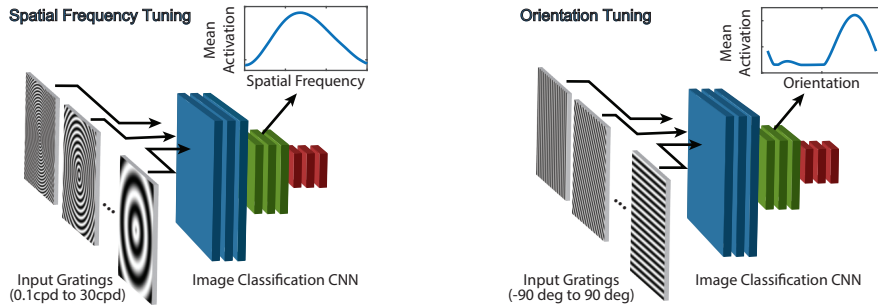 Spatial Frequency Tuning
Mean
Activation
Spatial Frequency
Input Gratings
(0.1cpd to 30cpd)
Image Classification CNN
Orientation Tuning
Mean
Activation
Orientation
Input Gratings
(-90 deg to 90 deg)
Image Classification CNN